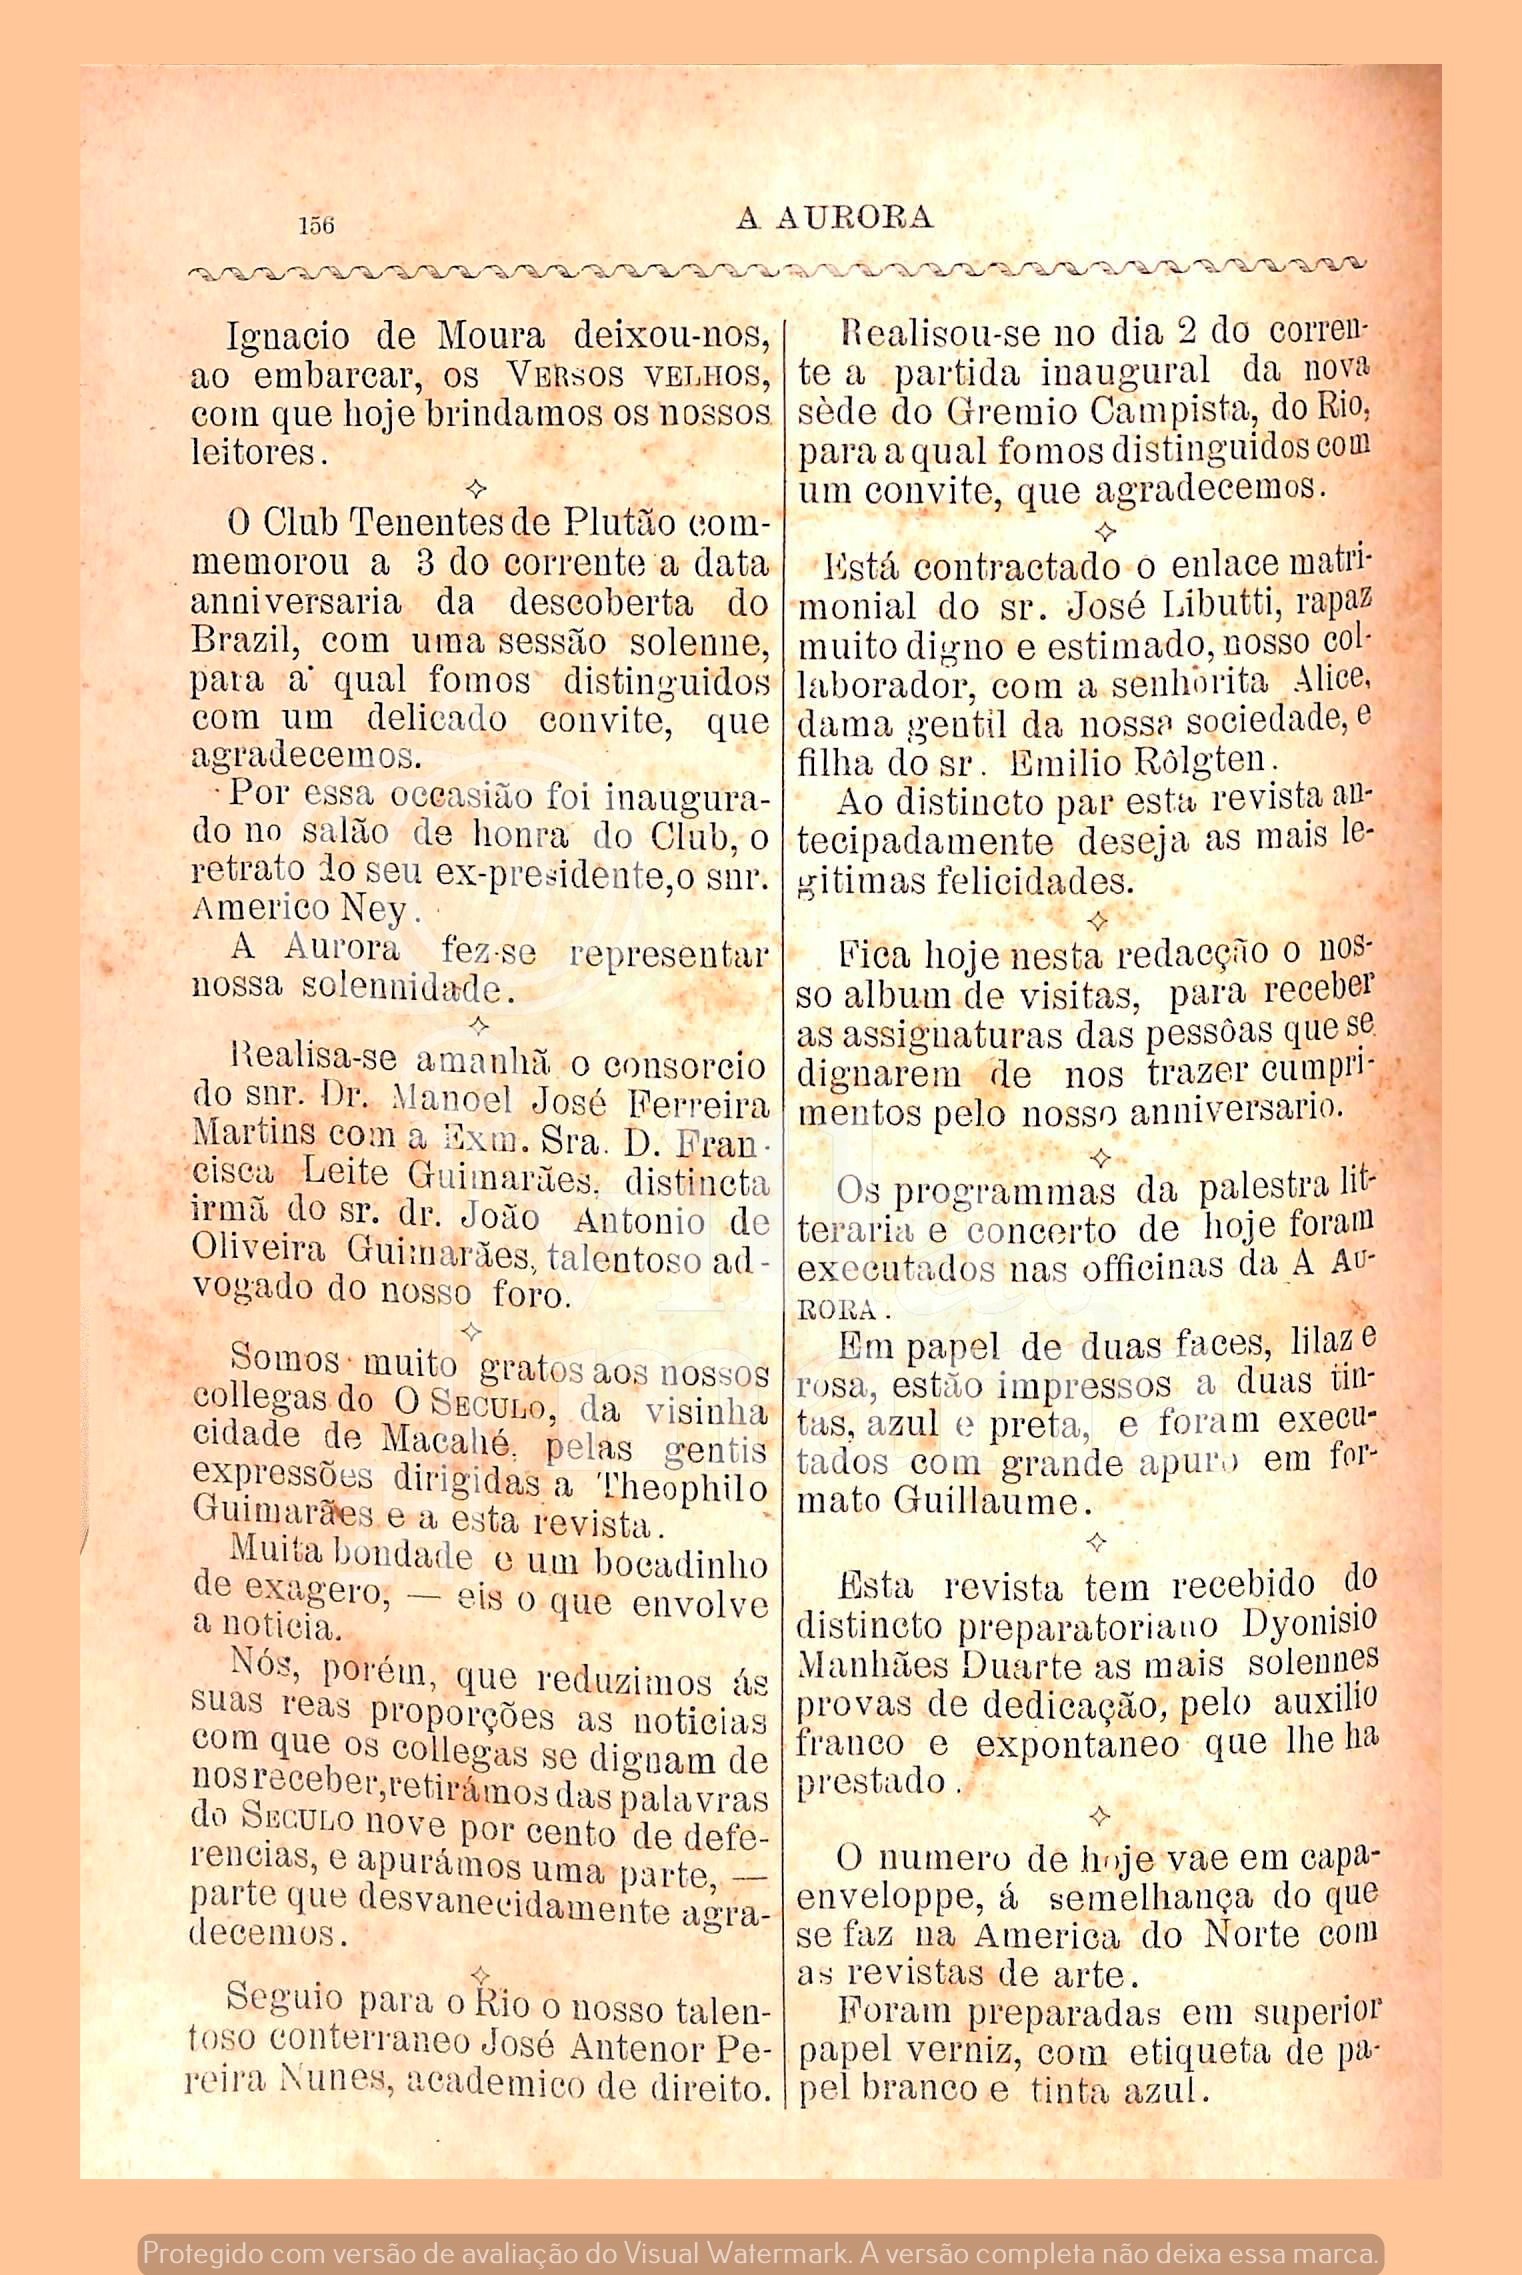 156
A AURORA
Ignacio de Moura deixou-nos,
ao embarcar, os VERSOS VELHOS,
com que hoje brindamos os nossos
leitores.
O Club Tenentes de Plutão com-
memorou a 3 do corrente a data
anniversaria da descoberta do
Brazil, com uma sessão solenne,
para a qual fomos distinguidos
com um delicado convite, que
agradecemos.
Por essa occasião foi inaugura-
do no salão de honra do Club, o
retrato do seu ex-presidente,o snr.
Americo Ney.
A Aurora fez-se representar
nossa solennidade.
Realisa-se amanhã o consorcio
do snr. Dr. Manoel José Ferreira
Martins com a Exm. Sra. D. Fran-
cisca Leite Guimarães, distincta
irmã do sr. dr. João Antonio de
Oliveira Guimarães, talentoso ad-
vogado do nosso foro.
Somos muito gratos aos nossos
collegas do O SECULO, da visinha
cidade de Macahé, pelas gentis
expressões dirigidas a Theophilo
Guimarães e a esta revista.
Muita bondade e um bocadinho
de exagero, — eis o que envolve
a noticia.
Nós, porém, que reduzimos ás
suas reas proporções as noticias
com que os collegas se dignam de
nos receber,retirámos das palavras
do SECULO nove por cento de defe-
rencias, e apurámos uma parte, —
parte que desvanecidamente agra-
decemos.
Seguio para o Rio o nosso talen-
toso conterraneo José Antenor Pe-
reira Nunes, academico de direito.
Realisou-se no dia 2 do corren-
te a partida inaugural da nova
sède do Gremio Campista, do Rio,
para a qual fomos distinguidos com
um convite, que agradecemos.
Está contractado o enlace matri-
monial do sr. José Libutti, rapaz
muito digno e estimado, nosso col-
laborador, com a senhorita Alice,
dama gentil da nossa sociedade, e
filha do sr. Emilio Rôlgten.
Ao distincto par esta revista an-
tecipadamente deseja as mais le-
gitimas felicidades.
Fica hoje nesta redacção o nos-
so album de visitas, para receber
as assignaturas das pessôas que se
dignarem de nos trazer cumpri-
mentos pelo nosso anniversario.
Os programmas da palestra lit-
teraria e concerto de hoje foram
executados nas officinas da A AU-
RORA.
Em papel de duas faces, lilaz e
rosa, estão impressos a duas tin-
tas, azul e preta, e foram execu-
tados com grande apuro em for-
mato Guillaume.
Esta revista tem recebido do
distincto preparatoriano Dyonisio
Manhães Duarte as mais solennes
provas de dedicação, pelo auxilio
franco e expontaneo que lhe ha
prestado.
O numero de hoje vae em capa-
enveloppe, á semelhança do que
se faz na America do Norte com
as revistas de arte.
Foram preparadas em superior
papel verniz, com etiqueta de pa-
pel branco e tinta azul.
Protegido com versão de avaliação do Visual Watermark. A versão completa não deixa essa marca.